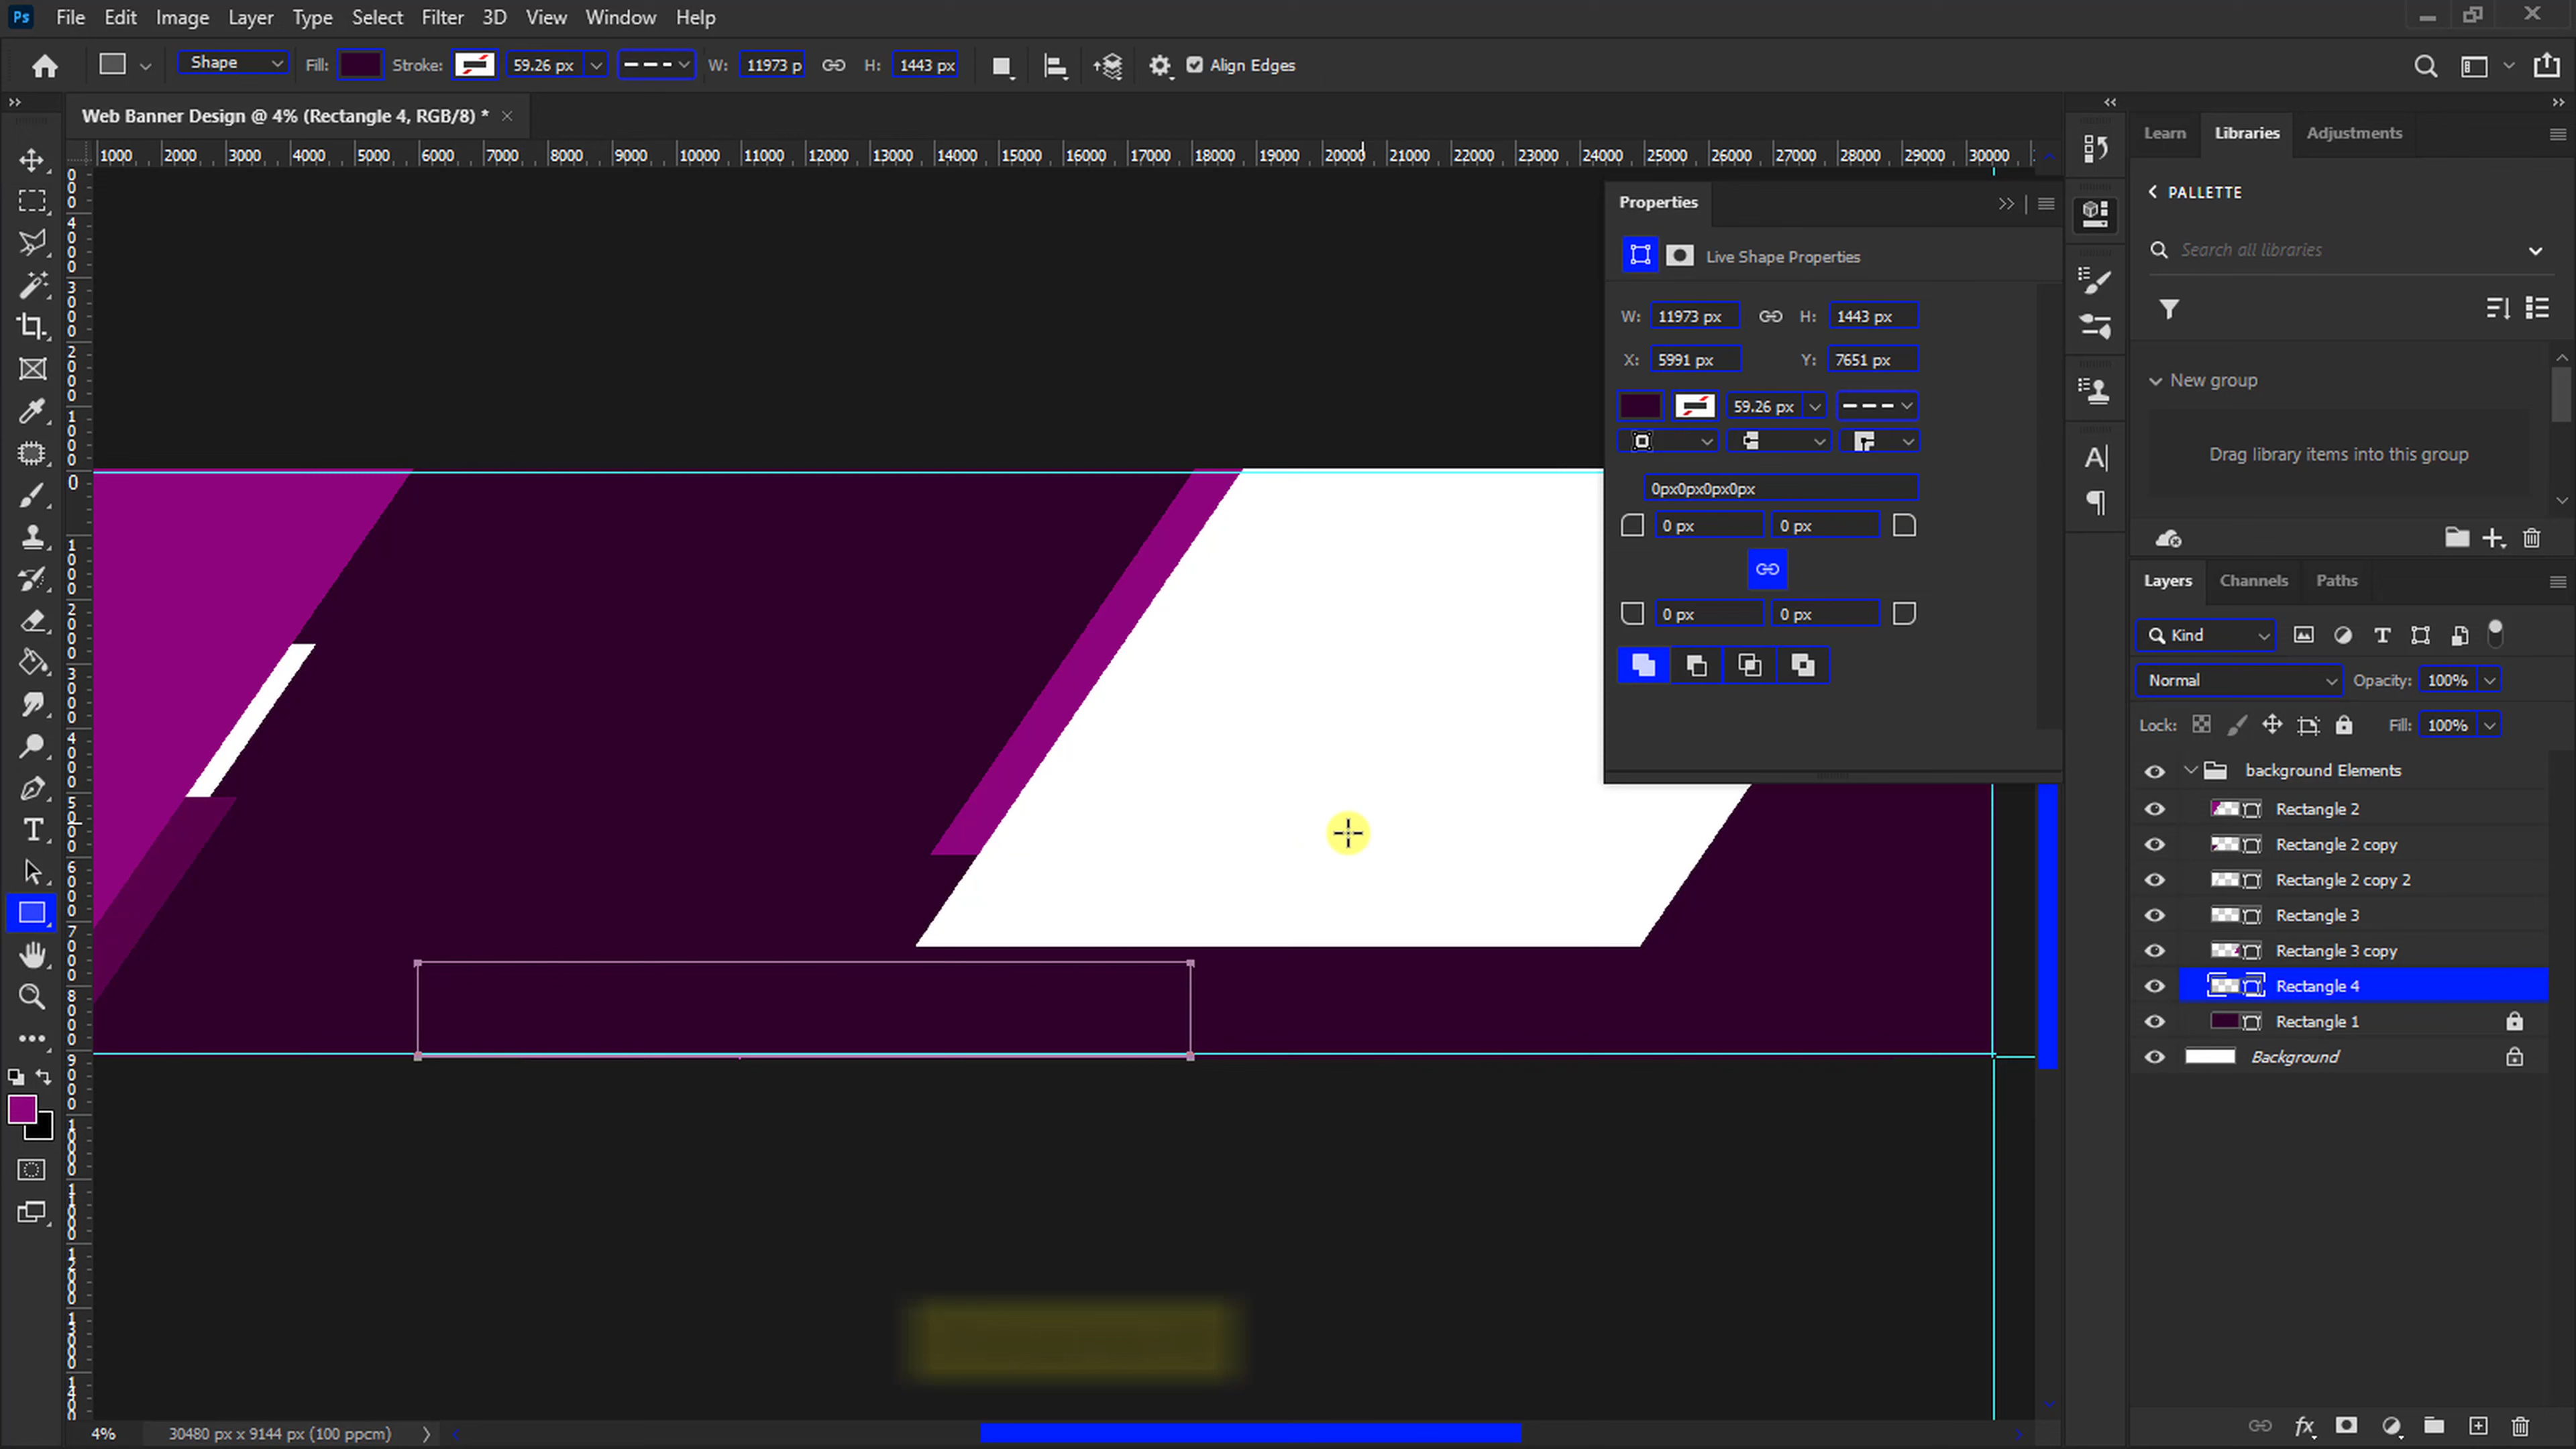 Ps File Edit Image Layer Type Select Filter 3D View Window Help
Shape Fill: Stroke: 59.26 px W: 11973 p H: 1443 px Align Edges
Web Banner Design @ 4% (Rectangle 4, RGB/8) *
1000 2000 3000 4000 5000 6000 7000 8000 9000 10000 11000 12000 13000 14000 15000 16000 17000 18000 19000 20000 21000 22000 23000 24000 25000 26000 27000 28000 29000 30000
Properties
Live Shape Properties
W: 11973 px H: 1443 px
X: 5991 px Y: 7651 px
59.26 px
0px0px0px0px
0 px 0 px
0 px 0 px
Learn Libraries Adjustments
PALLETTE
Search all libraries
New group
Drag library items into this group
Layers Channels Paths
Kind
Normal Opacity: 100%
Lock: Fill: 100%
background Elements
Rectangle 2
Rectangle 2 copy
Rectangle 2 copy 2
Rectangle 3
Rectangle 3 copy
Rectangle 4
Rectangle 1
Background
4% 30480 px x 9144 px (100 ppcm)